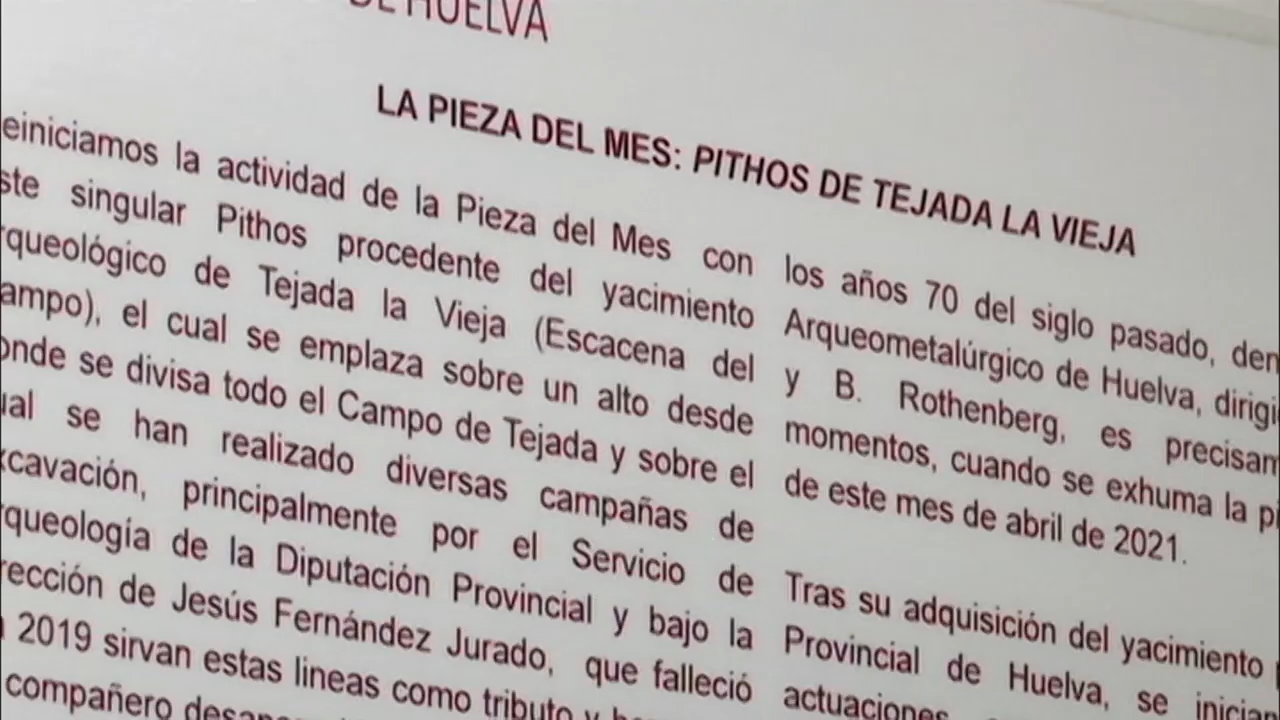 DE HUELVA
LA PIEZA DEL MES: PITHOS DE TEJADA LA VIEJA
einiciamos la actividad de la Pieza del Mes con
ste singular Pithos procedente del yacimiento
rqueológico de Tejada la Vieja (Escacena del
ampo), el cual se emplaza sobre un alto desde
onde se divisa todo el Campo de Tejada y sobre el
ual se han realizado diversas campañas de
xcavación, principalmente por el Servicio de
rqueología de la Diputación Provincial y bajo la
rección de Jesús Fernández Jurado, que falleció
2019 sirvan estas lineas como tributo y
compañero
los años 70 del siglo pasado, den
Arqueometalúrgico de Huelva, dirigi
y B. Rothenberg, es precisam
momentos, cuando se exhuma la pi
de este mes de abril de 2021.
Tras su adquisición del yacimiento
Provincial de Huelva, se inician
actuaciones